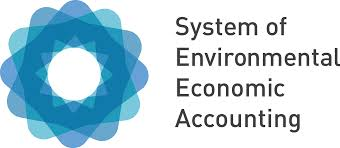 System of
Environmental
Economic
Accounting